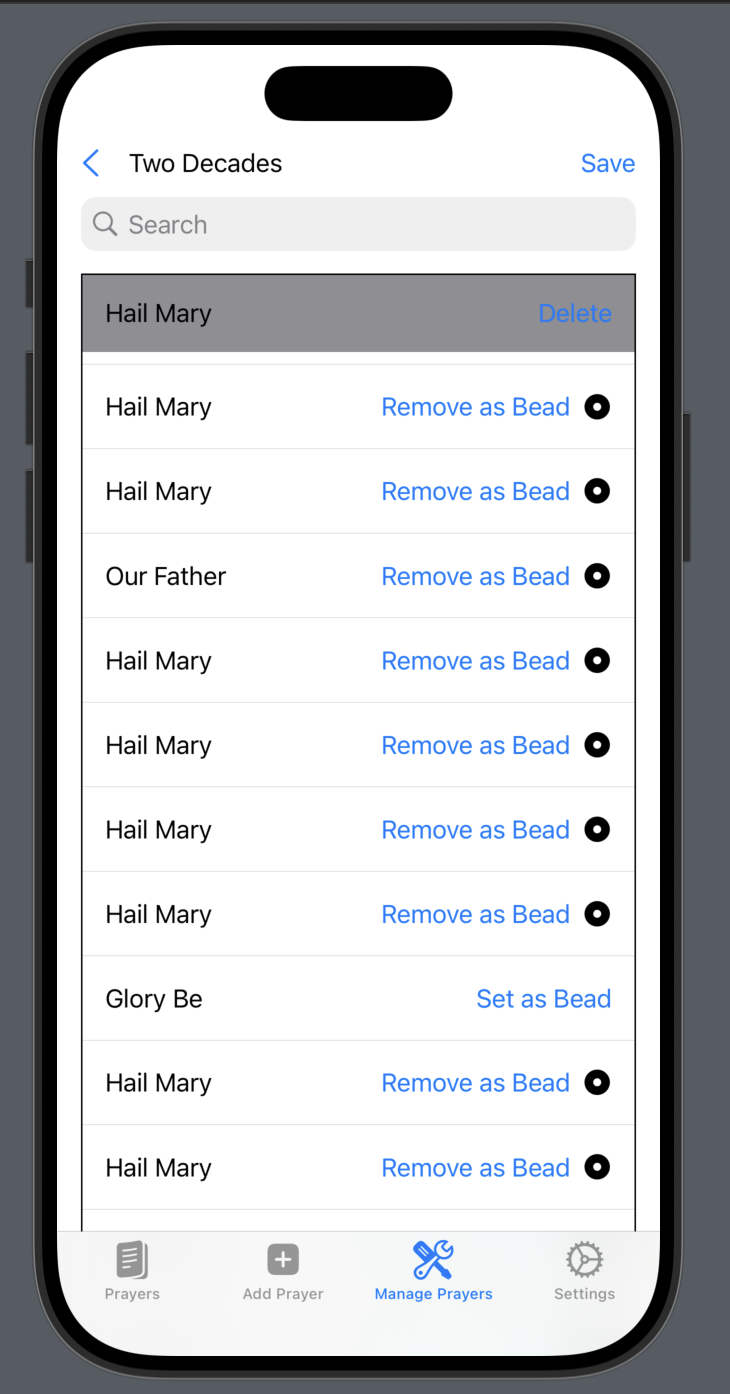 Two Decades Save
Search
Hail Mary Delete
Hail Mary Remove as Bead
Hail Mary Remove as Bead
Our Father Remove as Bead
Hail Mary Remove as Bead
Hail Mary Remove as Bead
Hail Mary Remove as Bead
Hail Mary Remove as Bead
Glory Be Set as Bead
Hail Mary Remove as Bead
Hail Mary Remove as Bead
Prayers Add Prayer Manage Prayers Settings